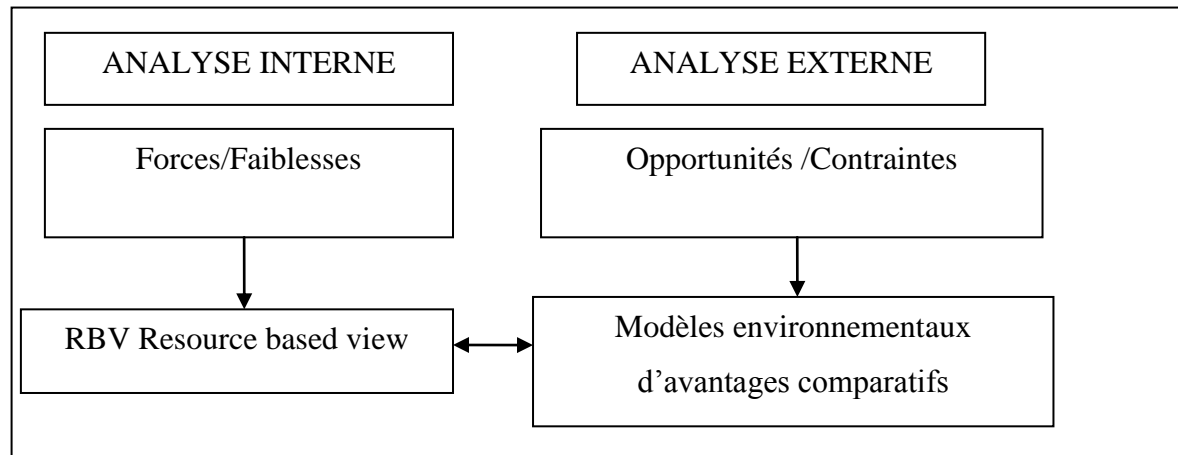 ANALYSE INTERNE
ANALYSE EXTERNE
Forces/Faiblesses
Opportunités /Contraintes
RBV Resource based view
Modèles environnementaux
d’avantages comparatifs